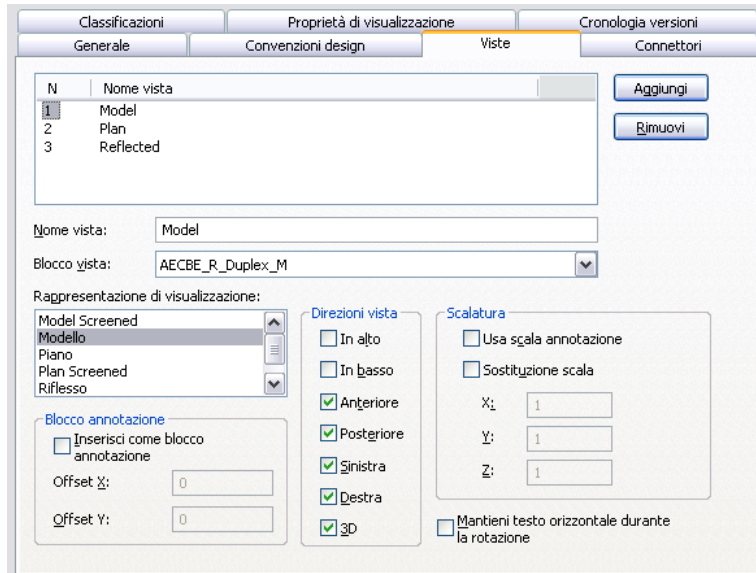 Classificazioni
Proprietà di visualizzazione
Cronologia versioni
Generale
Convenzioni design
Viste
Connettori
N Nome vista
1 Model
2 Plan
3 Reflected
Aggiungi
Rimuovi
Nome vista: Model
Blocco vista: AECBE_R_Duplex_M
Rappresentazione di visualizzazione:
Model Screened
Modello
Piano
Plan Screened
Riflesso
Blocco annotazione
Inserisci come blocco
annotazione
Offset X: 0
Offset Y: 0
Direzioni vista
In alto
In basso
Anteriore
Posteriore
Sinistra
Destra
3D
Scalatura
Usa scala annotazione
Sostituzione scala
X: 1
Y: 1
Z: 1
Mantieni testo orizzontale durante
la rotazione